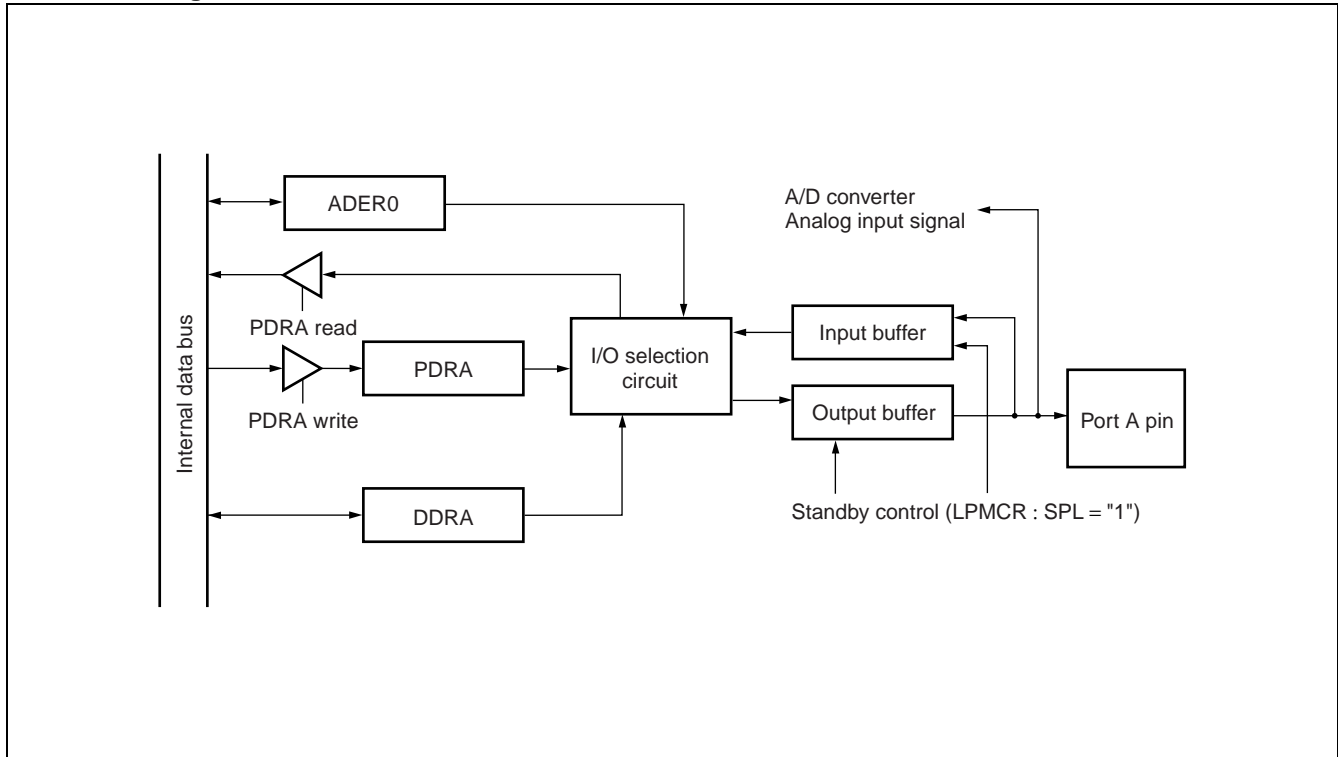 ADER0
A/D converter
Analog input signal
PDRA read
Internal data bus
I/O selection
circuit
Input buffer
PDRA
PDRA write
Output buffer
Port A pin
DDRA
Standby control (LPMCR : SPL = "1")